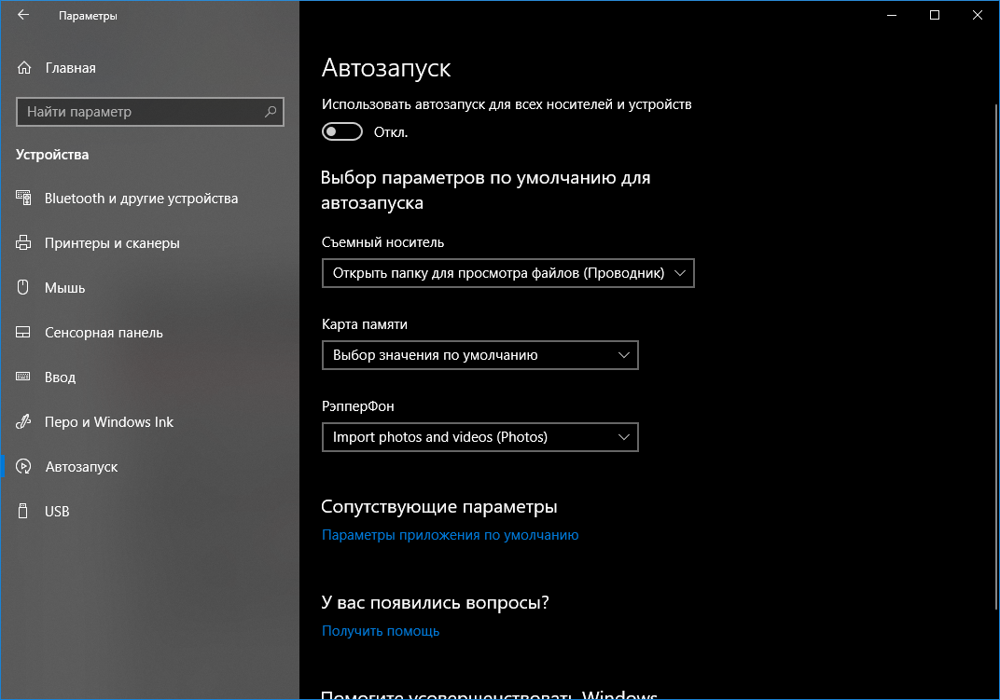 Параметры
Главная
Найти параметр
Устройства
Bluetooth и другие устройства
Принтеры и сканеры
Мышь
Сенсорная панель
Ввод
Перо и Windows Ink
Автозапуск
USB
Автозапуск
Использовать автозапуск для всех носителей и устройств
Откл.
Выбор параметров по умолчанию для
автозапуска
Съемный носитель
Открыть папку для просмотра файлов (Проводник)
Карта памяти
Выбор значения по умолчанию
РэпперФон
Import photos and videos (Photos)
Сопутствующие параметры
Параметры приложения по умолчанию
У вас появились вопросы?
Получить помощь
Помогите усовершенствовать Windows